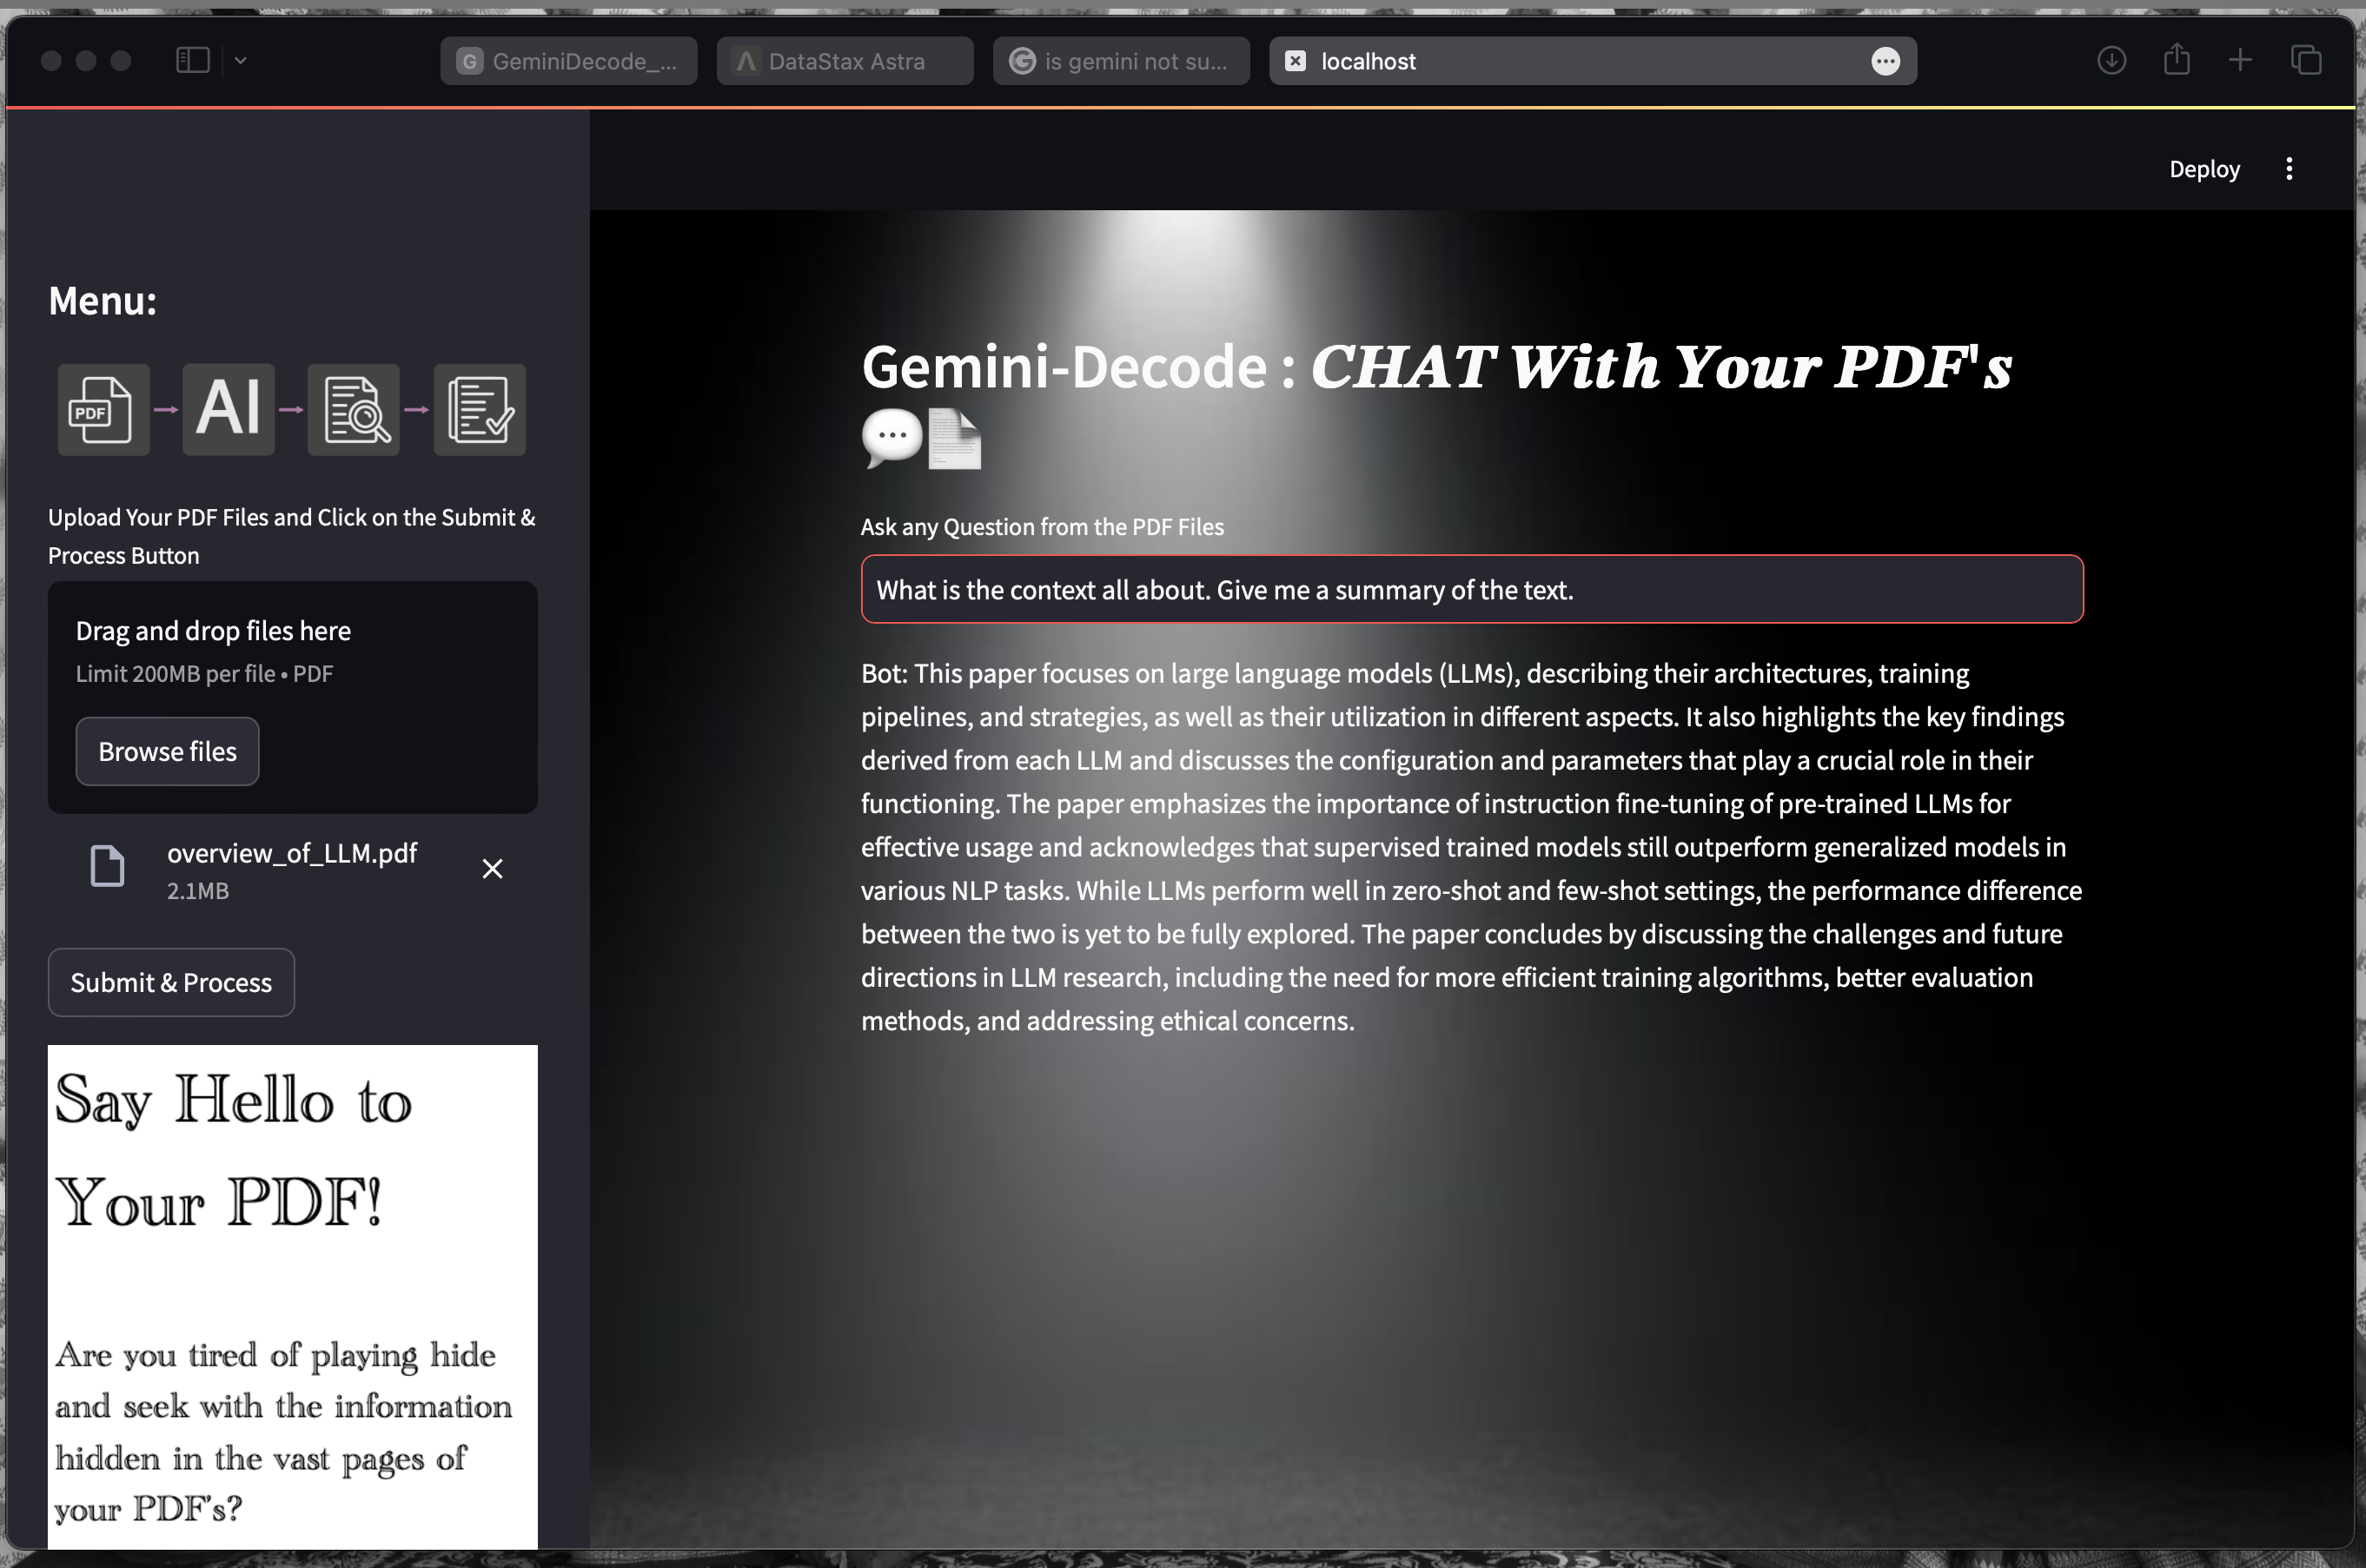 G GeminiDecode_...
DataStax Astra
G is gemini not su...
localhost
Deploy
Menu:
PDF AI
Upload Your PDF Files and Click on the Submit &
Process Button
Drag and drop files here
Limit 200MB per file • PDF
Browse files
overview_of_LLM.pdf
2.1MB
Submit & Process
Say Hello to
Your PDF!
Are you tired of playing hide
and seek with the information
hidden in the vast pages of
your PDF's?
Gemini-Decode : CHAT With Your PDF's
Ask any Question from the PDF Files
What is the context all about. Give me a summary of the text.
Bot: This paper focuses on large language models (LLMs), describing their architectures, training
pipelines, and strategies, as well as their utilization in different aspects. It also highlights the key findings
derived from each LLM and discusses the configuration and parameters that play a crucial role in their
functioning. The paper emphasizes the importance of instruction fine-tuning of pre-trained LLMs for
effective usage and acknowledges that supervised trained models still outperform generalized models in
various NLP tasks. While LLMs perform well in zero-shot and few-shot settings, the performance difference
between the two is yet to be fully explored. The paper concludes by discussing the challenges and future
directions in LLM research, including the need for more efficient training algorithms, better evaluation
methods, and addressing ethical concerns.